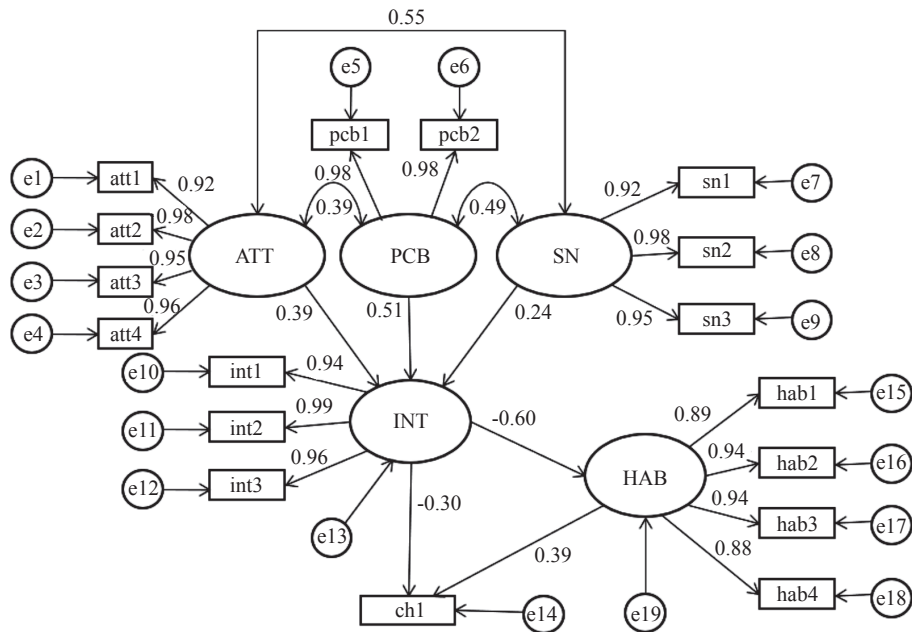 0.55
e5
e6
pcb1
pcb2
e1
att1
0.92
0.98
0.98
0.92
sn1
e7
e2
att2
0.98
0.39
0.49
ATT
PCB
SN
0.98
sn2
e8
e3
att3
0.95
e4
att4
0.96
0.39
0.51
0.24
0.95
sn3
e9
e10
int1
0.94
e11
int2
0.99
INT
-0.60
e12
int3
0.96
0.89
hab1
e15
0.94
hab2
e16
HAB
0.94
hab3
e17
-0.30
e13
0.39
0.88
hab4
e18
ch1
e14
e19